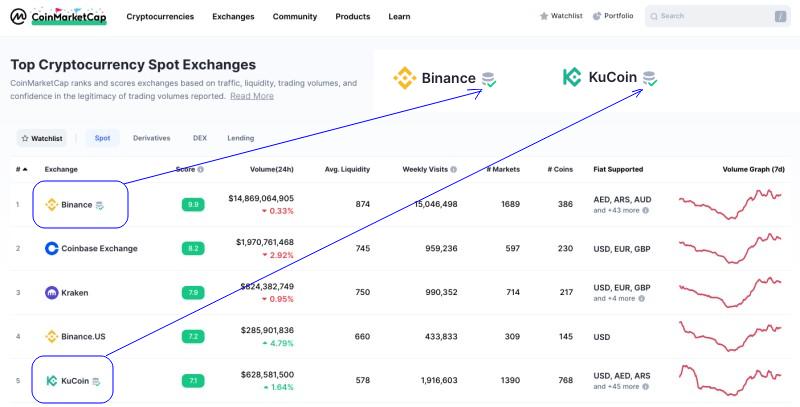 CoinMarketCap
Cryptocurrencies Exchanges Community Products Learn
Watchlist Portfolio Search /
Top Cryptocurrency Spot Exchanges
CoinMarketCap ranks and scores exchanges based on traffic, liquidity, trading volumes, and
confidence in the legitimacy of trading volumes reported. Read More
Binance KuCoin
Watchlist Spot Derivatives DEX Lending
# Exchange Score Volume(24h) Avg. Liquidity Weekly Visits # Markets # Coins Fiat Supported Volume Graph (7d)
1 Binance 9.9 $14,869,064,905 874 15,046,498 1689 386 AED, ARS, AUD
0.33% and +43 more
2 Coinbase Exchange 8.2 $1,970,761,468 745 959,236 597 230 USD, EUR, GBP
2.92%
3 Kraken 7.9 $824,382,749 750 990,352 714 217 USD, EUR, GBP
0.95% and +4 more
4 Binance.US 7.2 $285,901,836 660 433,833 309 145 USD
4.79%
5 KuCoin 7.1 $628,581,500 578 1,916,603 1390 768 USD, AED, ARS
1.64% and +45 more